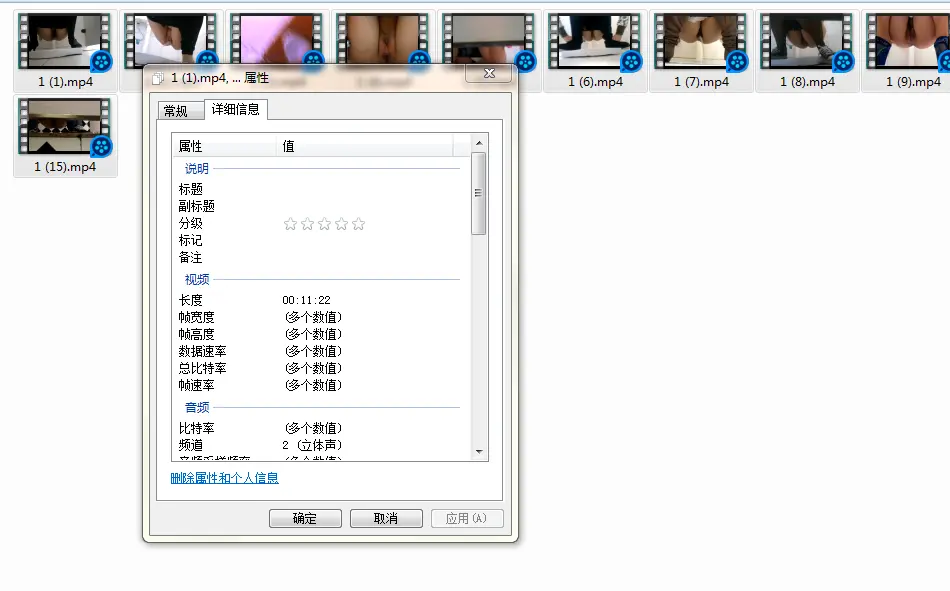 1 (1).mp4
1 (6).mp4
1 (7).mp4
1 (8).mp4
1 (9).mp4
1 (15).mp4
1 (1).mp4, ... 属性
常规
详细信息
属性 值
说明
标题
副标题
分级
标记
备注
视频
长度 00:11:22
帧宽度 (多个数值)
帧高度 (多个数值)
数据速率 (多个数值)
总比特率 (多个数值)
帧速率 (多个数值)
音频
比特率 (多个数值)
频道 2 (立体声)
删除属性和个人信息
确定
取消
应用(A)